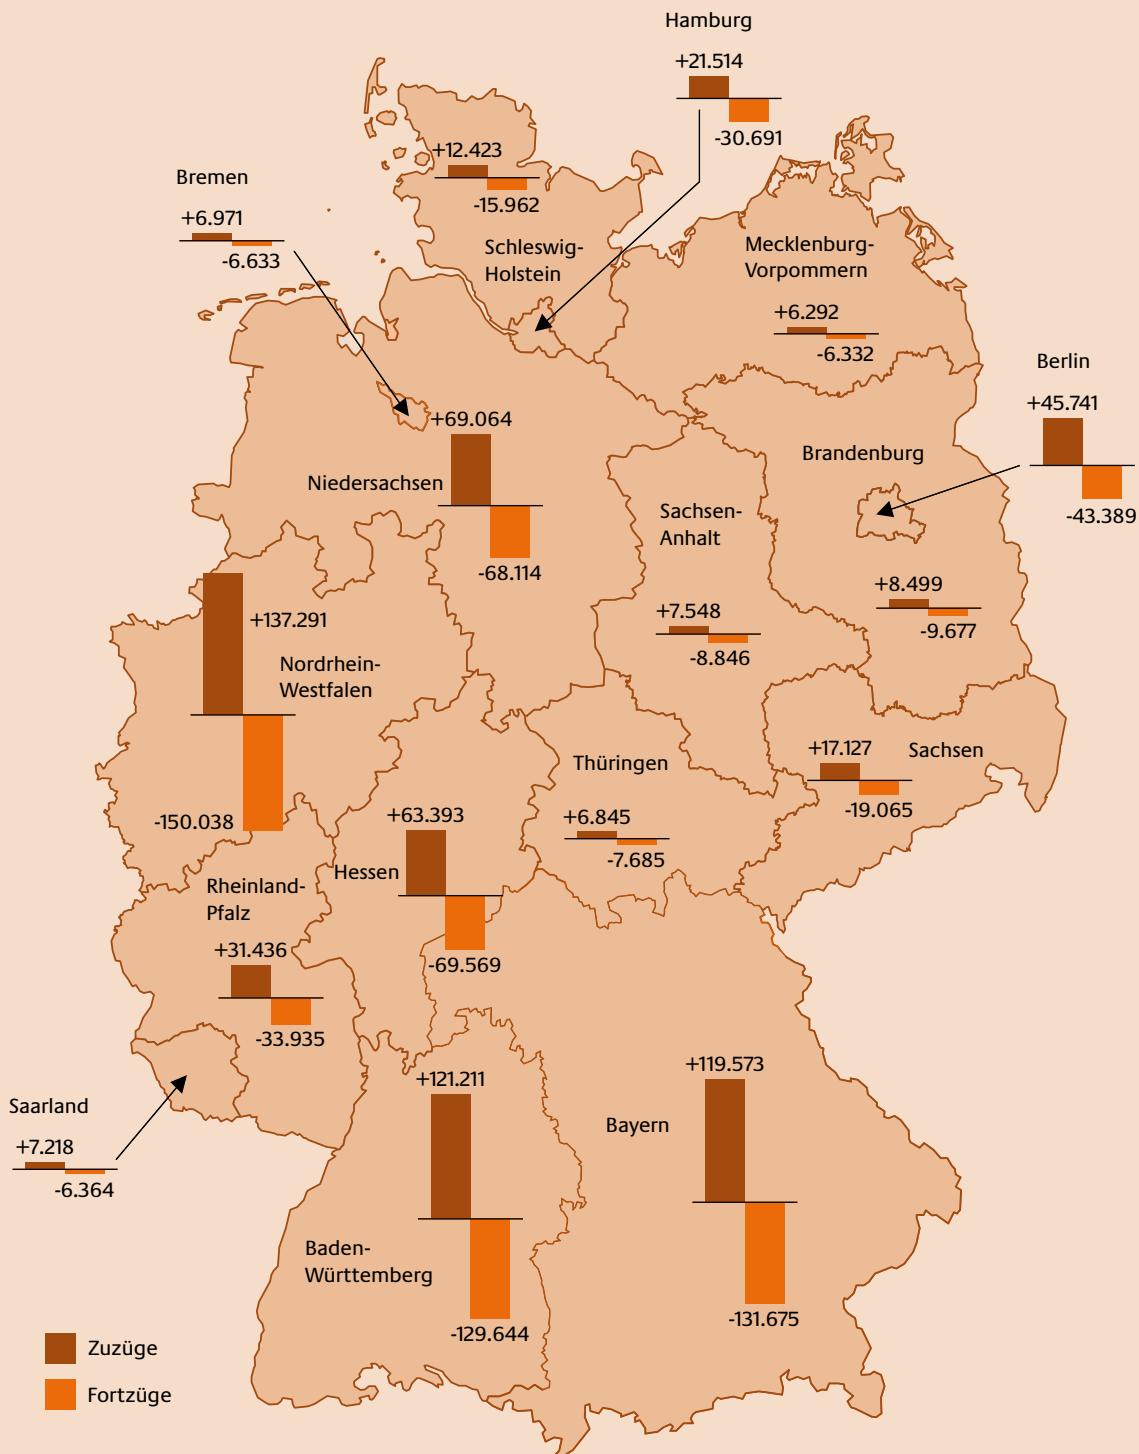 Hamburg
+21.514
-30.691
+12.423
-15.962
Schleswig-
Holstein
Bremen
+6.971
-6.633
Mecklenburg-
Vorpommern
+6.292
-6.332
Berlin
+45.741
-43.389
+69.064
Niedersachsen
-68.114
Brandenburg
+8.499
-9.677
Sachsen-
Anhalt
+7.548
-8.846
+137.291
Nordrhein-
Westfalen
-150.038
Thüringen
+6.845
-7.685
+17.127
Sachsen
-19.065
+63.393
Hessen
-69.569
Rheinland-
Pfalz
+31.436
-33.935
Saarland
+7.218
-6.364
+121.211
Baden-
Württemberg
-129.644
+119.573
Bayern
-131.675
Zuzüge
Fortzüge